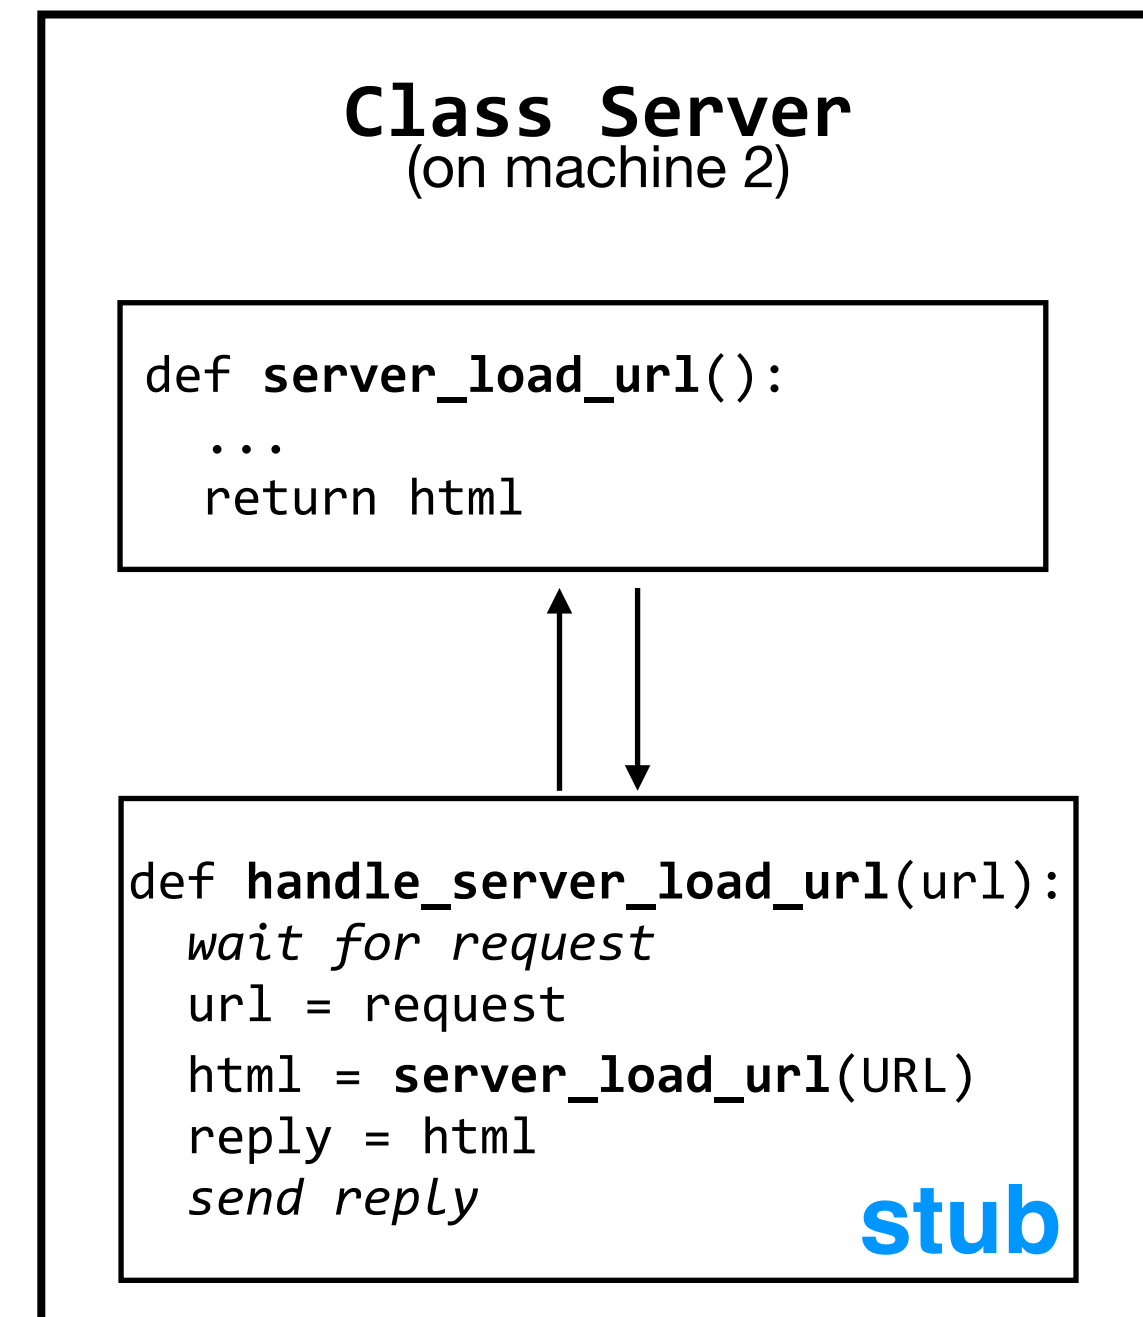 Class Server
(on machine 2)
def server_load_url():
...
return html
def handle_server_load_url(url):
wait for request
url = request
html = server_load_url(URL)
reply = html
send reply
stub